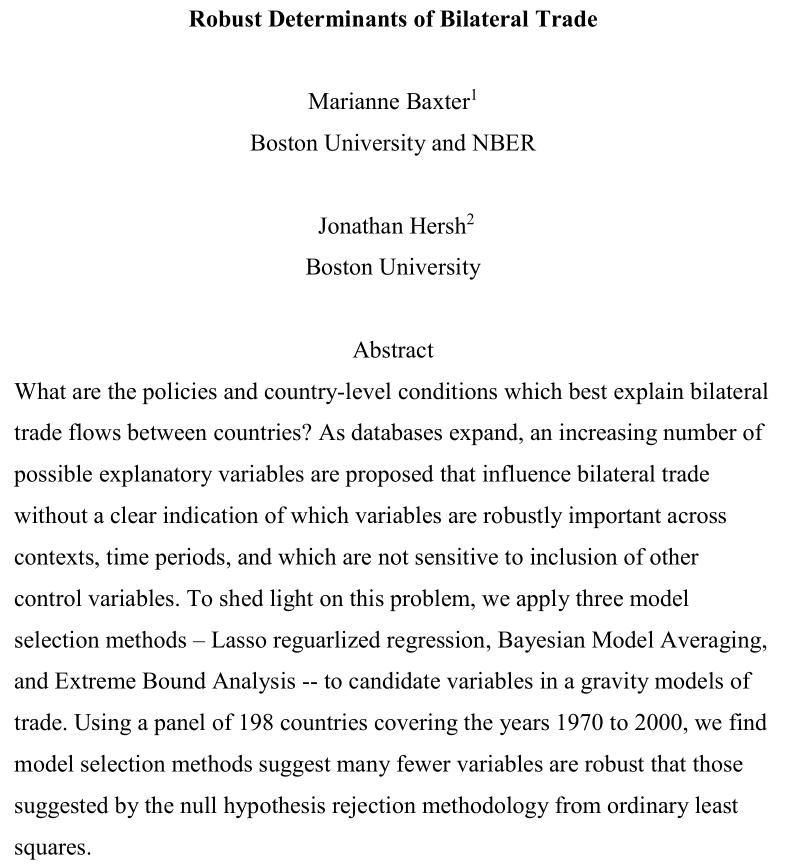 Robust Determinants of Bilateral Trade
Marianne Baxter1
Boston University and NBER
Jonathan Hersh2
Boston University
Abstract
What are the policies and country-level conditions which best explain bilateral
trade flows between countries? As databases expand, an increasing number of
possible explanatory variables are proposed that influence bilateral trade
without a clear indication of which variables are robustly important across
contexts, time periods, and which are not sensitive to inclusion of other
control variables. To shed light on this problem, we apply three model
selection methods – Lasso reguarlized regression, Bayesian Model Averaging,
and Extreme Bound Analysis -- to candidate variables in a gravity models of
trade. Using a panel of 198 countries covering the years 1970 to 2000, we find
model selection methods suggest many fewer variables are robust that those
suggested by the null hypothesis rejection methodology from ordinary least
squares.